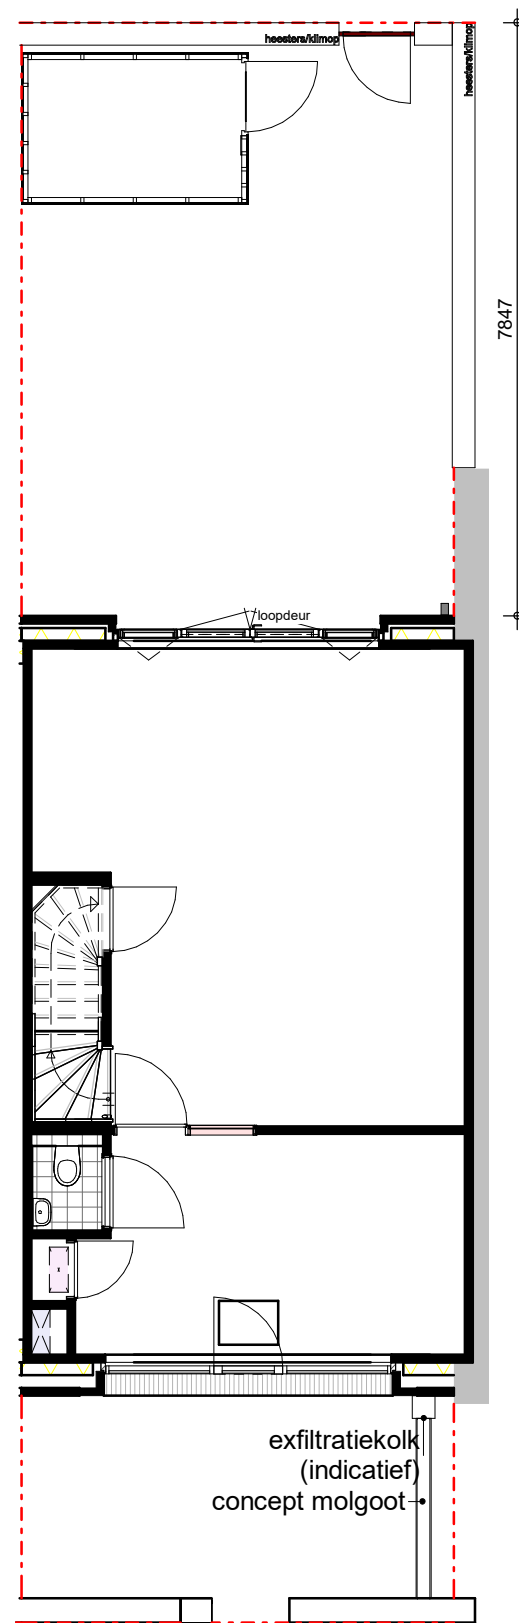 heesters/klimop
heesters/klimop
7847
loopdeur
exfiltratiekolk
(indicatief)
concept molgoot